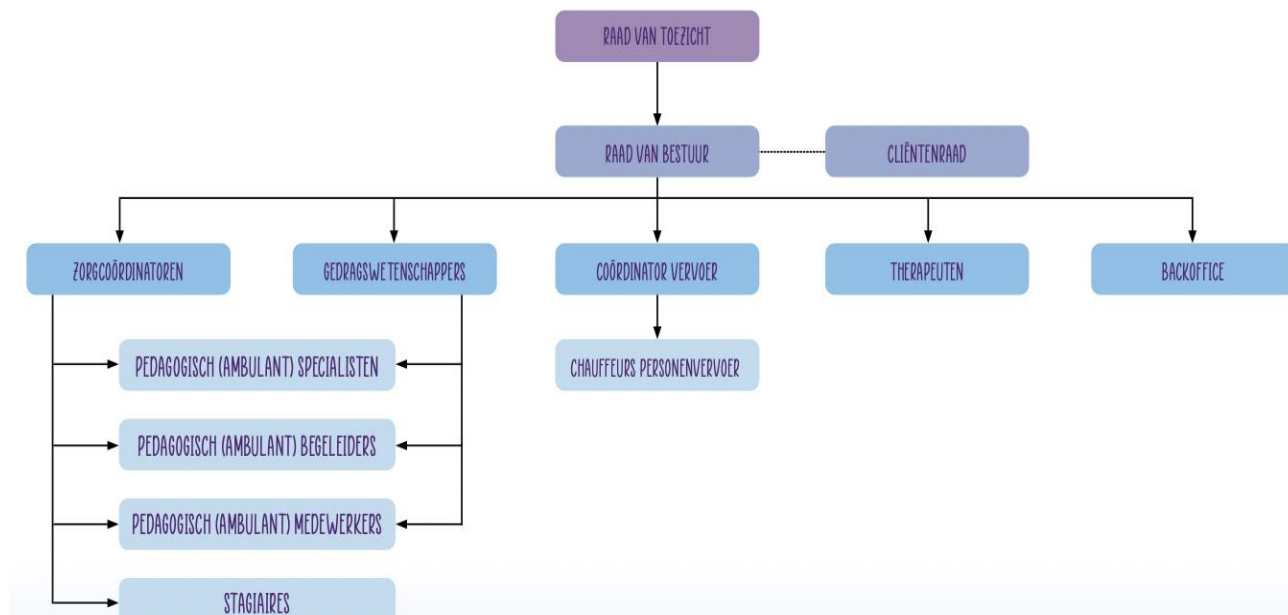 RAAD VAN TOEZICHT
RAAD VAN BESTUUR
CLIËNTENRAAD
ZORGCOÖRDINATOREN
GEDRAGSWETENSCHAPPERS
COÖRDINATOR VERVOER
THERAPEUTEN
BACKOFFICE
PEDAGOGISCH (AMBULANT) SPECIALISTEN
CHAUFFEURS PERSONENVERVOER
PEDAGOGISCH (AMBULANT) BEGELEIDERS
PEDAGOGISCH (AMBULANT) MEDEWERKERS
STAGIAIRES